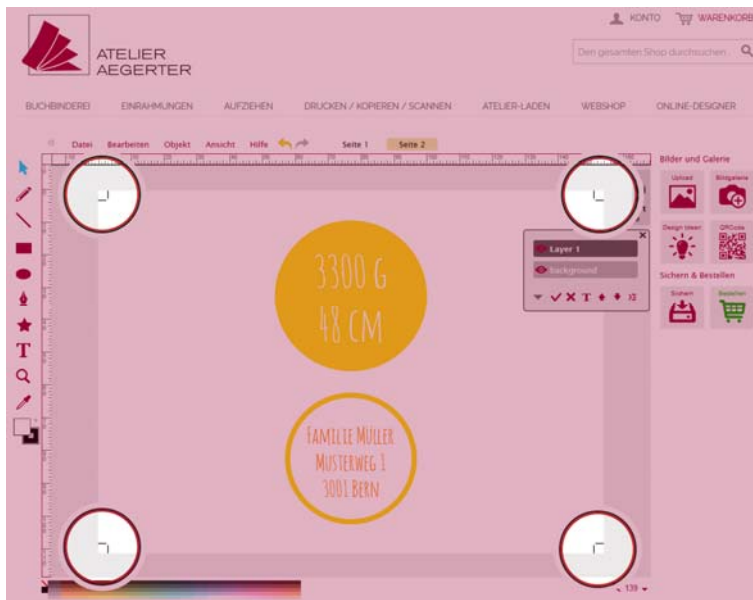 KONTO WARENKORB
ATELIER
AEGERTER
Den gesamten Shop durchsuchen..
BUCHBINDEREI EINRAHMUNGEN AUFZIEHEN DRUCKEN / KOPIEREN / SCANNEN ATELIER-LADEN WEBSHOP ONLINE-DESIGNER
Datei Bearbeiten Objekt Ansicht Hilfe Seite 1 Seite 2
Bilder und Galerie
Upload Bildgalerie
Design Ideen QRCode
Sichern & Bestellen
Sichern Bestellen
Layer 1
background
3300 G
48 CM
Familie Müller
Musterweg 1
3001 Bern
139